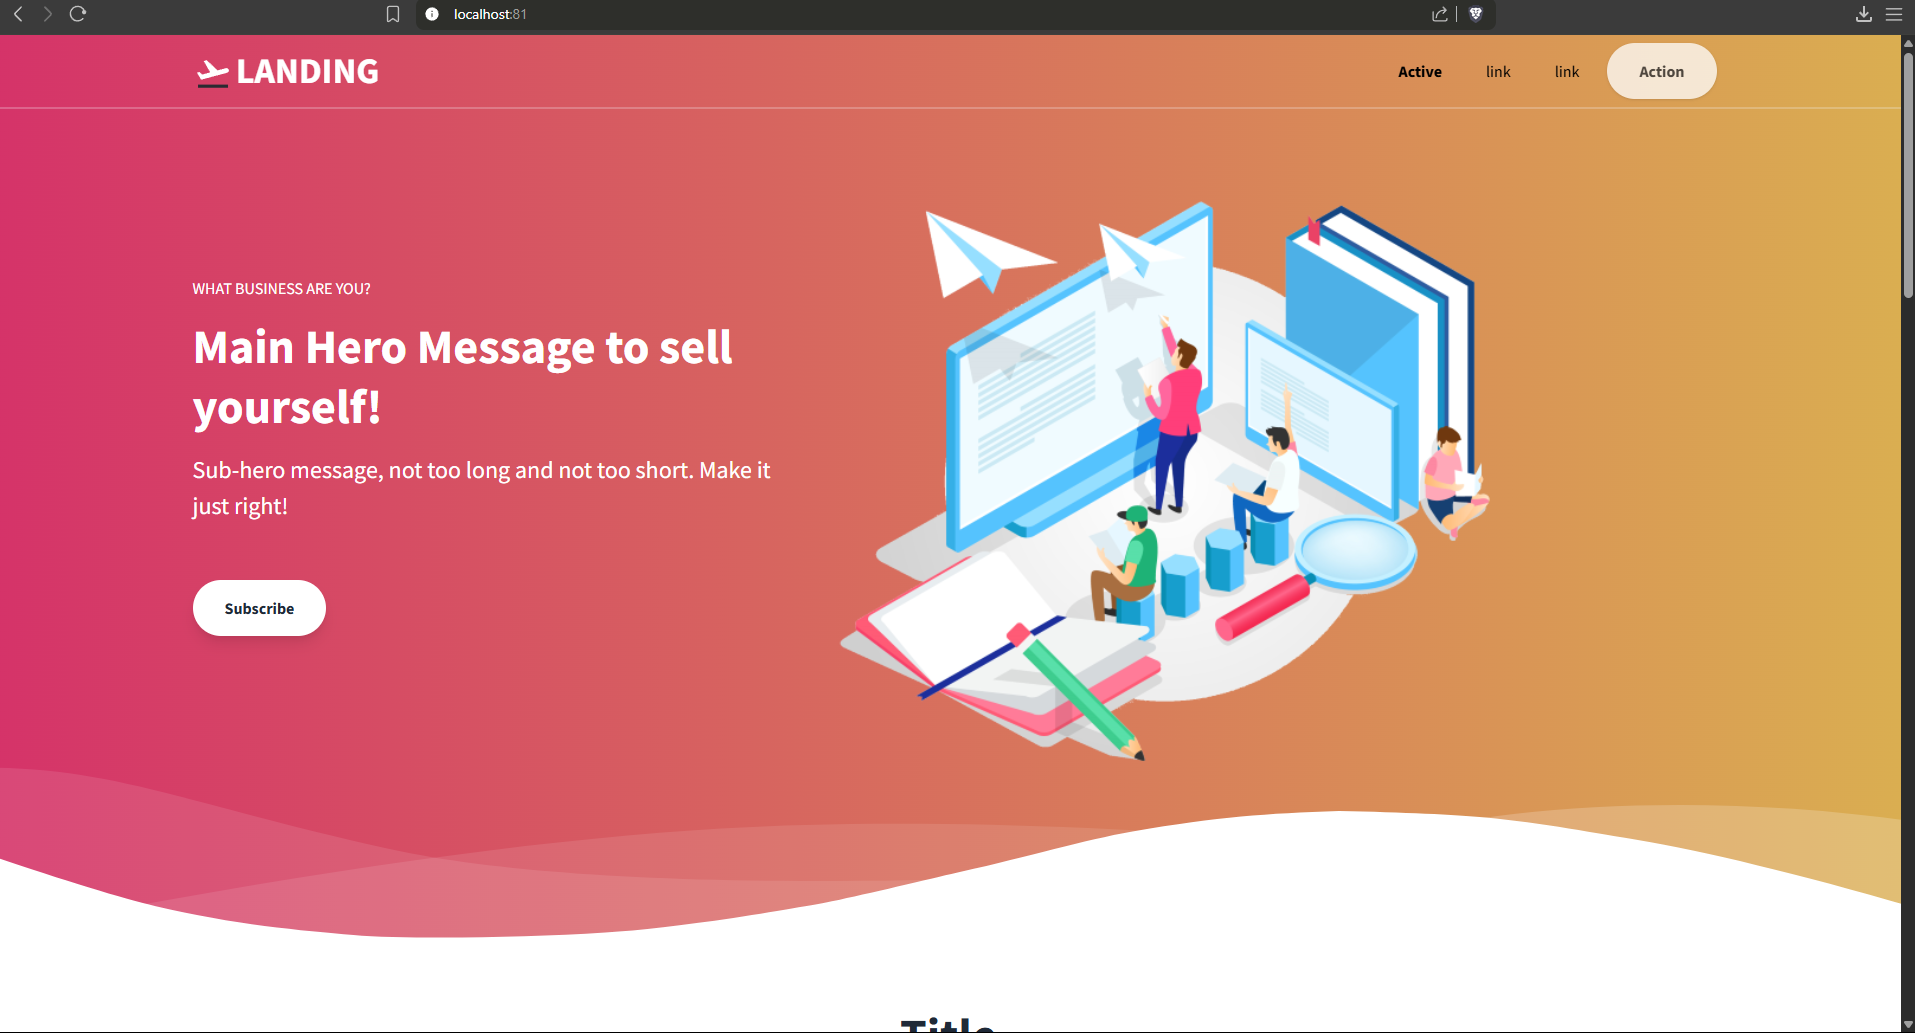 localhost:81
LANDING
Active
link
link
Action
WHAT BUSINESS ARE YOU?
Main Hero Message to sell
yourself!
Sub-hero message, not too long and not too short. Make it
just right!
Subscribe
Title